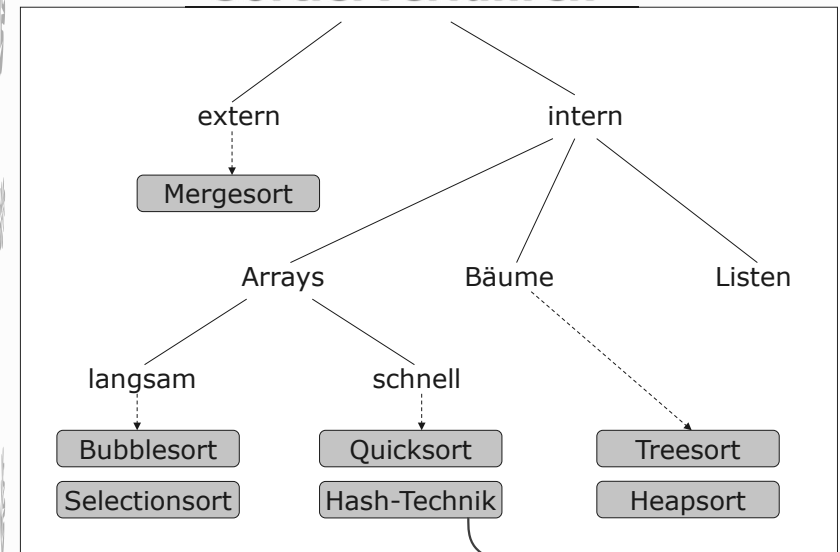 extern
intern
Mergesort
Arrays
Bäume
Listen
langsam
schnell
Bubblesort
Quicksort
Treesort
Selectionsort
Hash-Technik
Heapsort